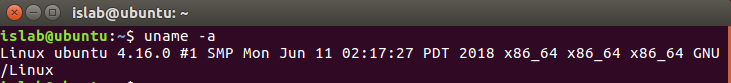 islab@ubuntu: ~
islab@ubuntu:~$ uname -a
Linux ubuntu 4.16.0 #1 SMP Mon Jun 11 02:17:27 PDT 2018 x86_64 x86_64 x86_64 GNU
/Linux